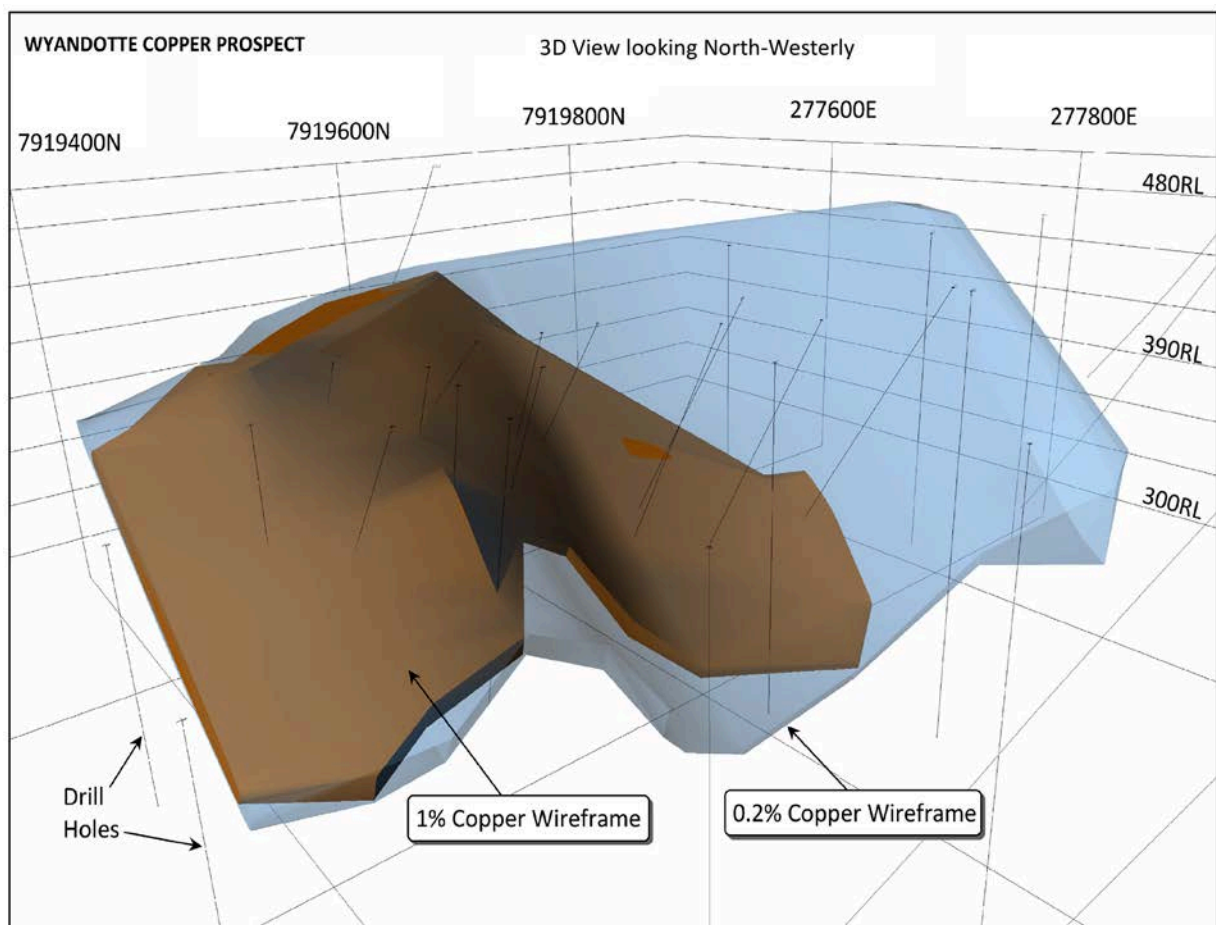 WYANDOTTE COPPER PROSPECT
3D View looking North-Westerly
7919400N
7919600N
7919800N
277600E
277800E
480RL
390RL
300RL
Drill
Holes
1% Copper Wireframe
0.2% Copper Wireframe